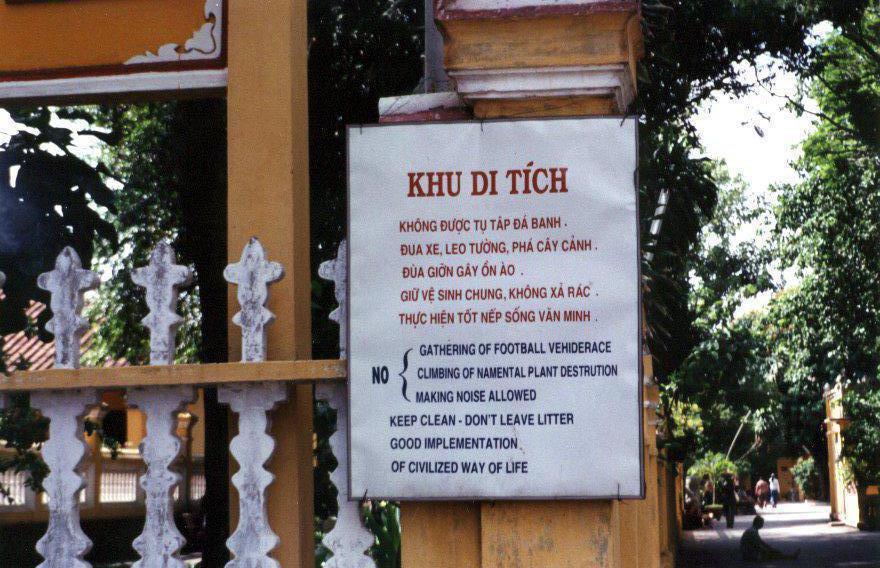 KHU DI TÍCH
KHÔNG ĐƯỢC TỤ TẬP ĐÁ BANH .
ĐUA XE, LEO TƯỜNG, PHÁ CÂY CẢNH .
ĐÙA GIỠN GÂY ỒN ÀO .
GIỮ VỆ SINH CHUNG, KHÔNG XẢ RÁC .
THỰC HIỆN TỐT NẾP SỐNG VĂN MINH .
GATHERING OF FOOTBALL VEHIDERACE
NO { CLIMBING OF NAMENTAL PLANT DESTRUTION
MAKING NOISE ALLOWED
KEEP CLEAN - DON'T LEAVE LITTER
GOOD IMPLEMENTATION
OF CIVILIZED WAY OF LIFE